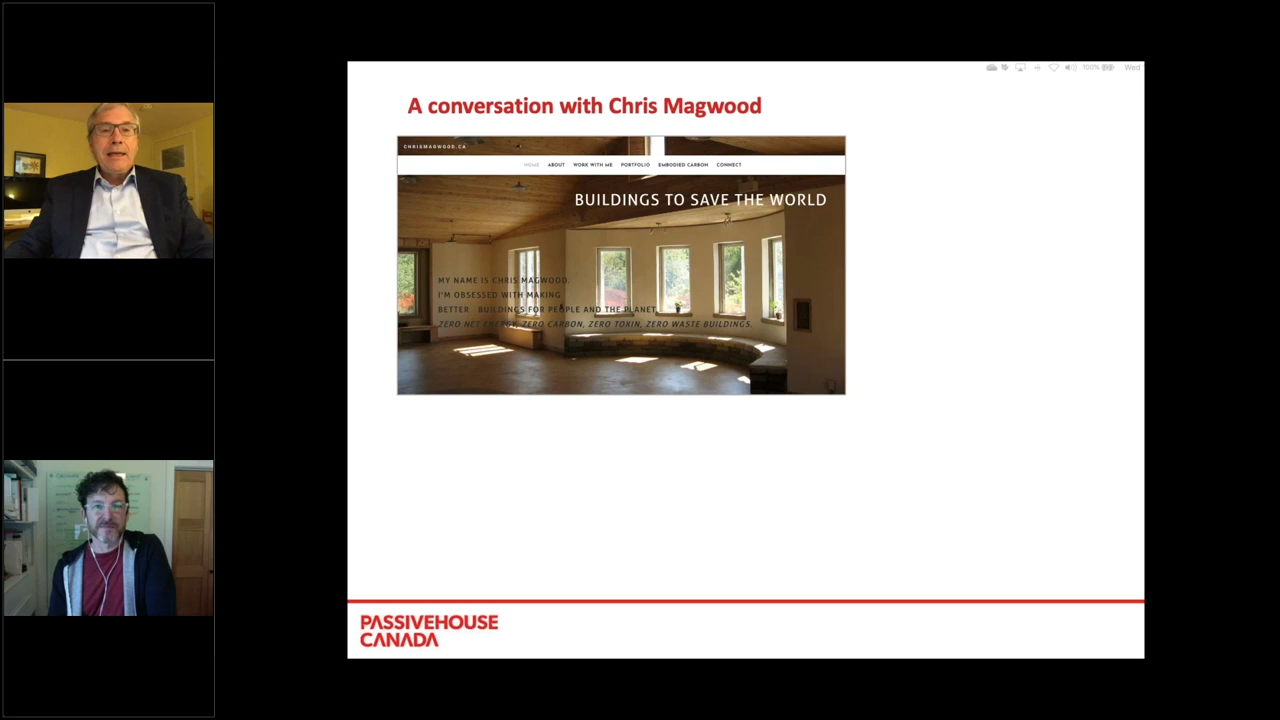 100%
Wed
A conversation with Chris Magwood
CHRISMAGWOOD.CA
HOME ABOUT WORK WITH ME PORTFOLIO EMBODIED CARBON CONNECT
BUILDINGS TO SAVE THE WORLD
MY NAME IS CHRIS MAGWOOD.
I'M OBSESSED WITH MAKING
BETTER BUILDINGS FOR PEOPLE AND THE PLANET.
ZERO NET ENERGY, ZERO CARBON, ZERO TOXIN, ZERO WASTE BUILDINGS.
PASSIVEHOUSE
CANADA